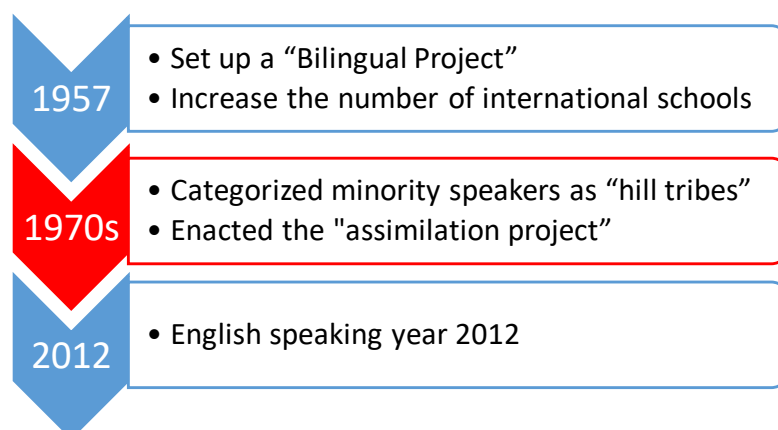 1957
• Set up a “Bilingual Project”
• Increase the number of international schools
1970s
• Categorized minority speakers as “hill tribes”
• Enacted the "assimilation project”
2012
• English speaking year 2012